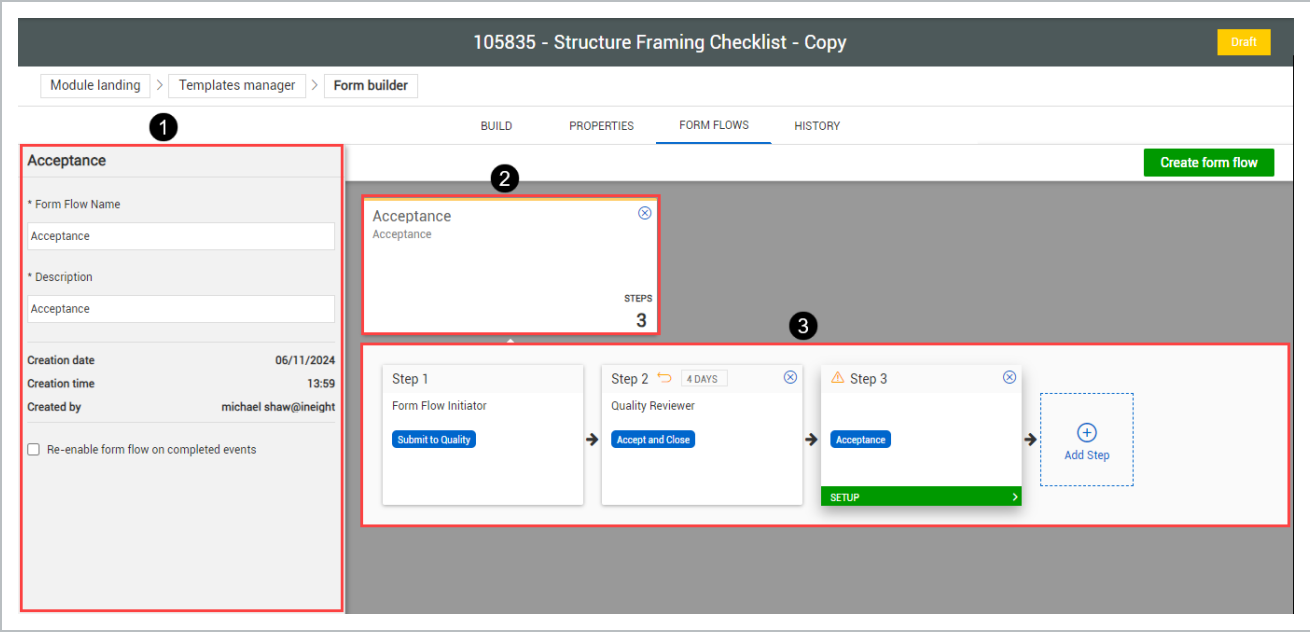 105835 - Structure Framing Checklist - Copy
Draft
Module landing > Templates manager > Form builder
1
BUILD PROPERTIES FORM FLOWS HISTORY
Acceptance
Create form flow
* Form Flow Name
Acceptance
* Description
Acceptance
Creation date 06/11/2024
Creation time 13:59
Created by michael shaw@ineight
Re-enable form flow on completed events
2
Acceptance
Acceptance
STEPS
3
3
Step 1
Form Flow Initiator
Submit to Quality
Step 2 4 DAYS
Quality Reviewer
Accept and Close
Step 3
Acceptance
SETUP >
Add Step